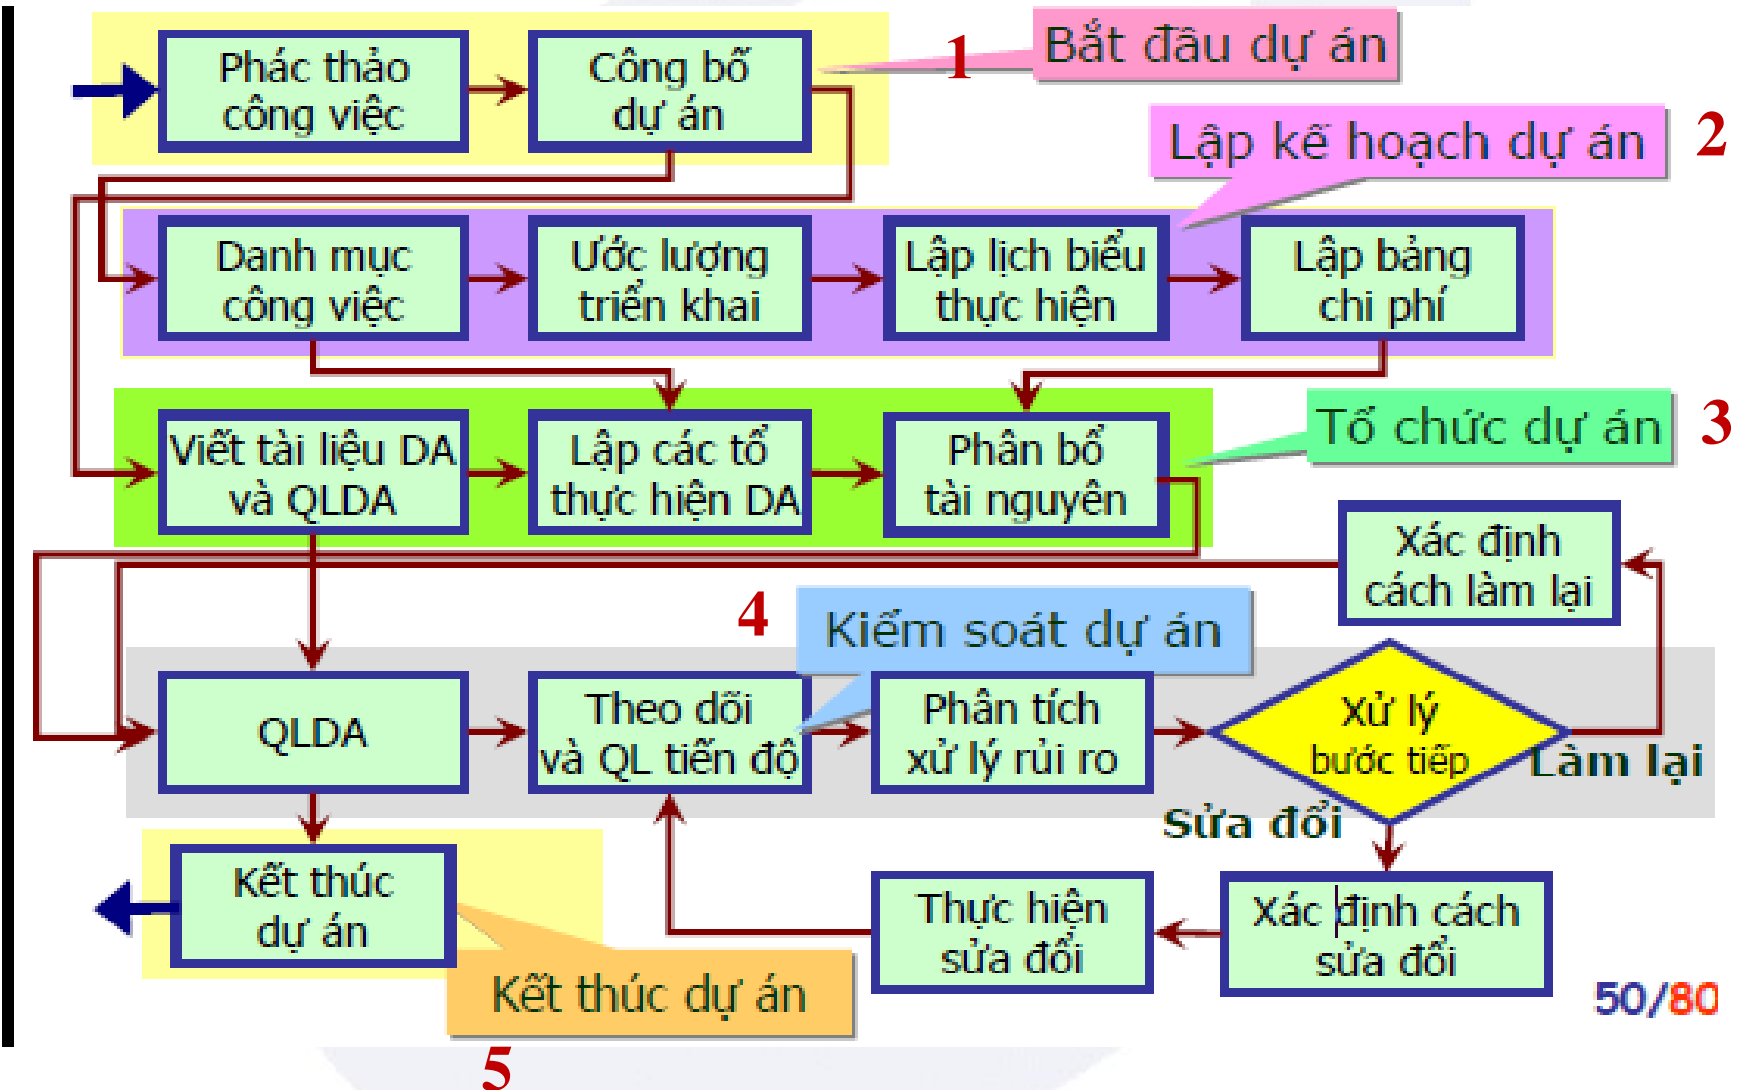 Phác thảo
công việc
Công bố
dự án
1
Bắt đầu dự án
Lập kế hoạch dự án
2
Danh mục
công việc
Ước lượng
triển khai
Lập lịch biểu
thực hiện
Lập bảng
chi phí
Viết tài liệu DA
và QLDA
Lập các tổ
thực hiện DA
Phân bổ
tài nguyên
Tổ chức dự án
3
Xác định
cách làm lại
4
Kiểm soát dự án
QLDA
Theo dõi
và QL tiến độ
Phân tích
xử lý rủi ro
Xử lý
bước tiếp
Làm lại
Sửa đổi
Kết thúc
dự án
Thực hiện
sửa đổi
Xác định cách
sửa đổi
Kết thúc dự án
5
50/80